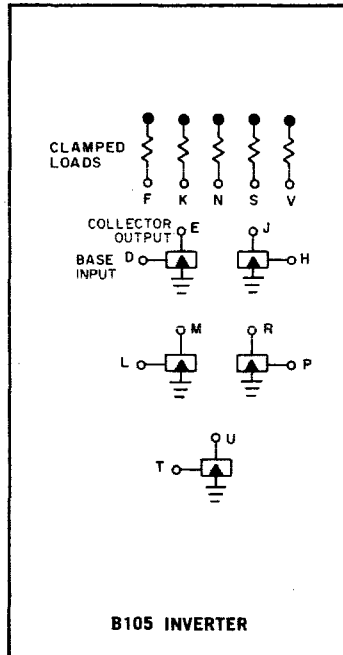 CLAMPED
LOADS
F K N S V
COLLECTOR
OUTPUT
E J
BASE
INPUT
D H
M R
L P
U
T
B105 INVERTER